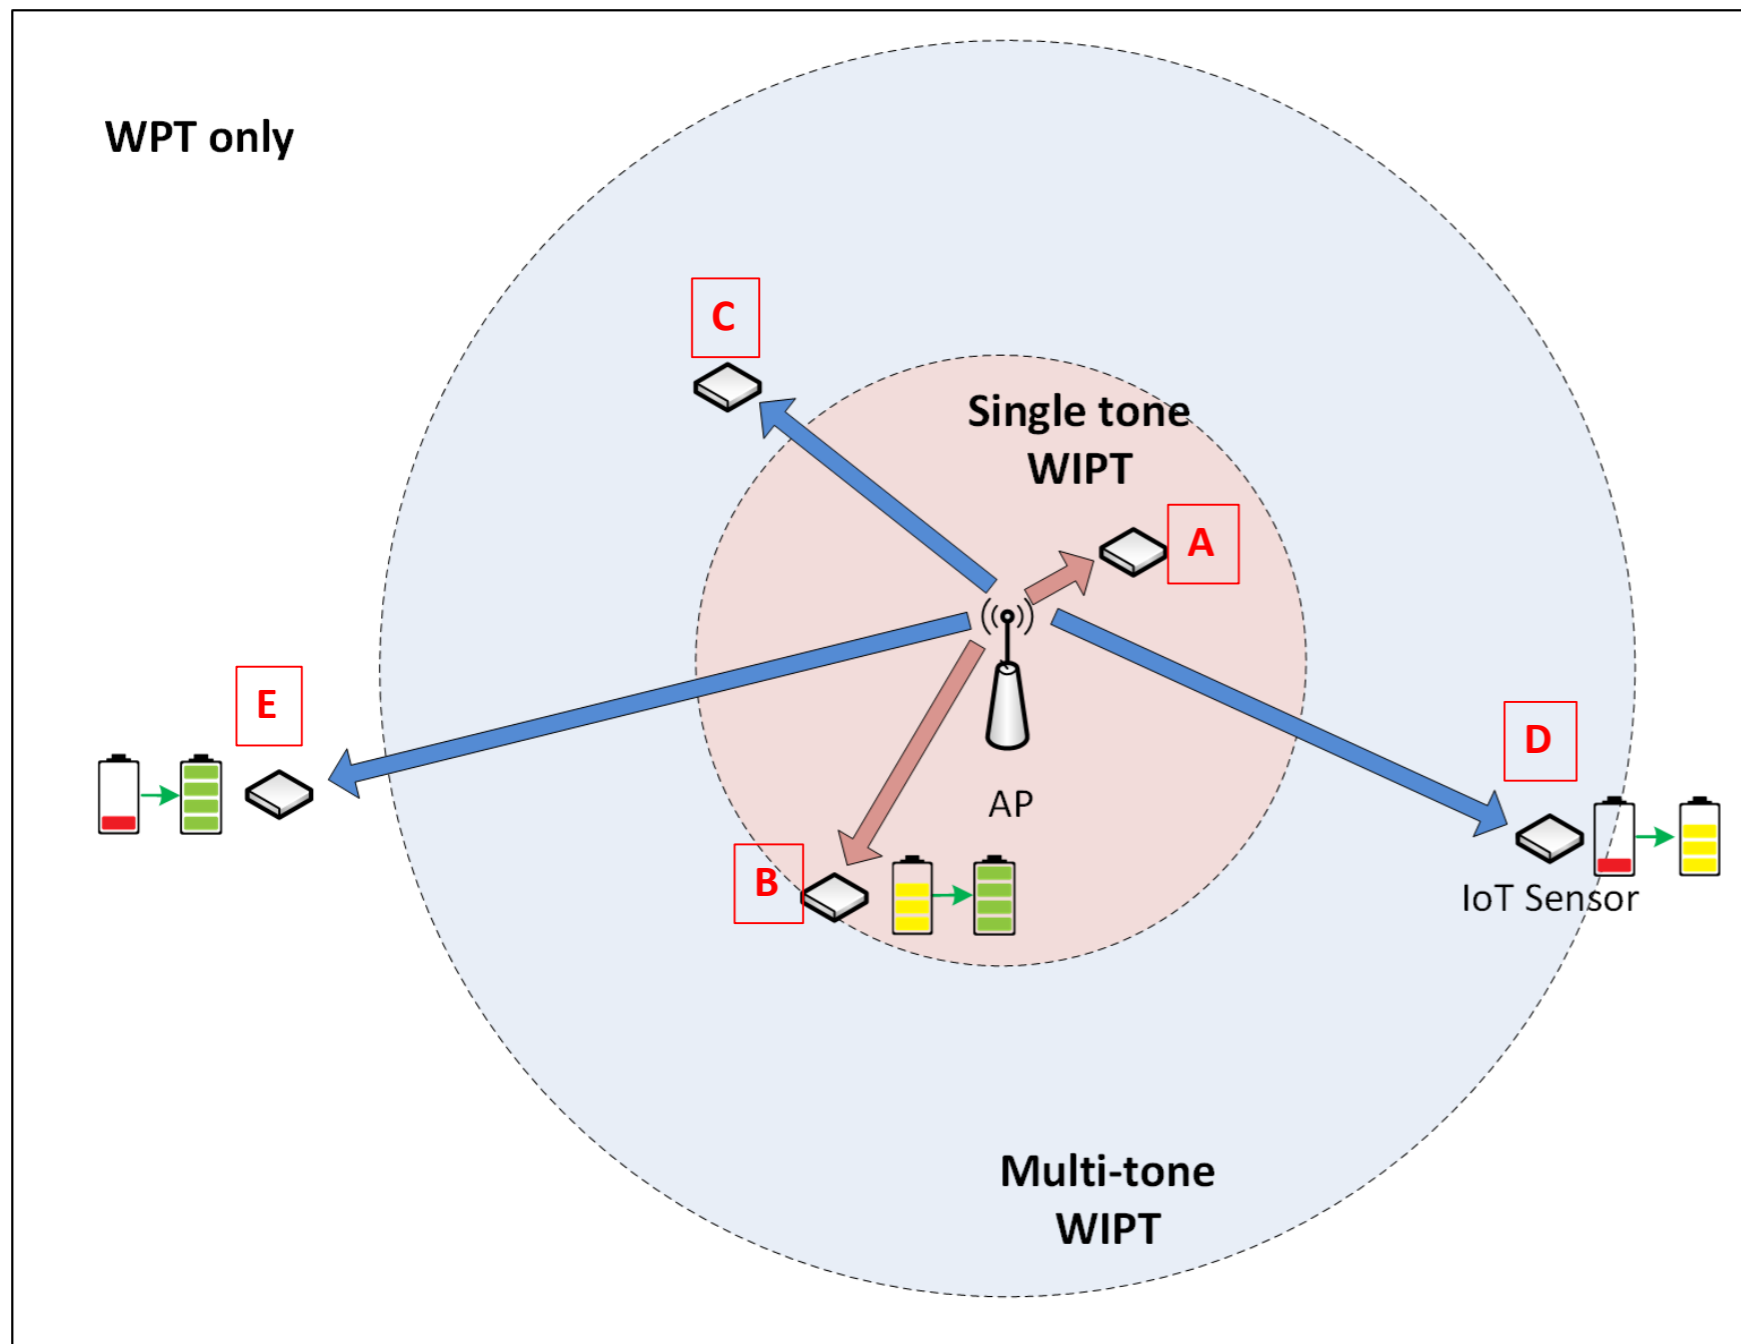 WPT only
C
Single tone
WIPT
A
E
D
AP
B
IoT Sensor
Multi-tone
WIPT